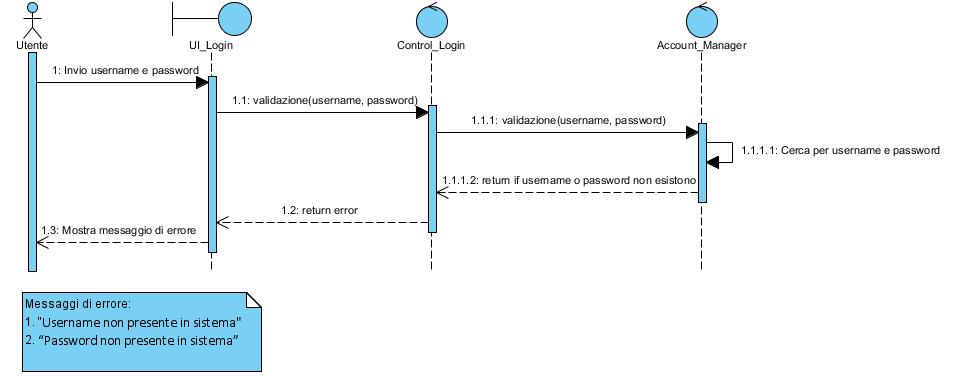 Utente
UI_Login
Control_Login
Account_Manager
1: Invio username e password
1.1: validazione(username, password)
1.1.1: validazione(username, password)
1.1.1.1: Cerca per username e password
1.1.1.2: return if username o password non esistono
1.2: return error
1.3: Mostra messaggio di errore
Messaggi di errore:
1. "Username non presente in sistema"
2. “Password non presente in sistema”